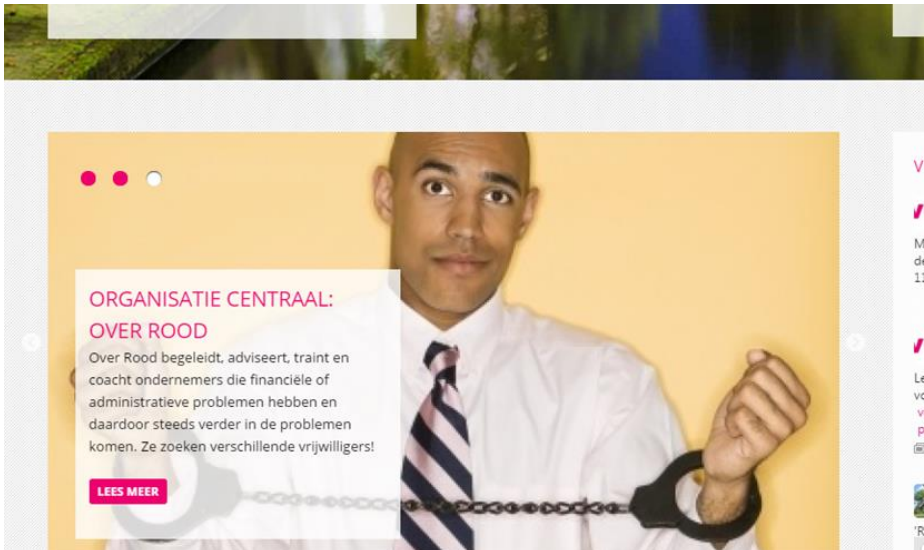 ORGANISATIE CENTRAAL:
OVER ROOD
Over Rood begeleidt, adviseert, traint en
coacht ondernemers die financiële of
administratieve problemen hebben en
daardoor steeds verder in de problemen
komen. Ze zoeken verschillende vrijwilligers!
LEES MEER